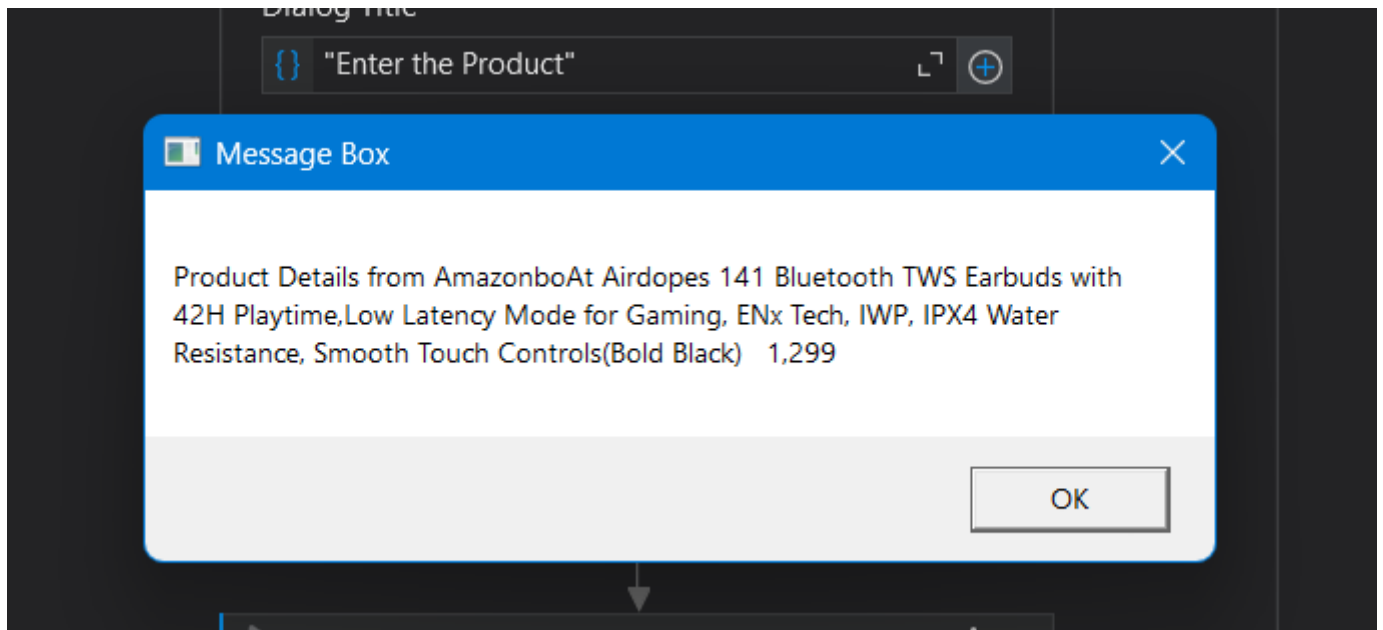 Dialog Title
{} "Enter the Product"
Message Box
Product Details from AmazonboAt Airdopes 141 Bluetooth TWS Earbuds with
42H Playtime,Low Latency Mode for Gaming, ENx Tech, IWP, IPX4 Water
Resistance, Smooth Touch Controls(Bold Black)   1,299
OK